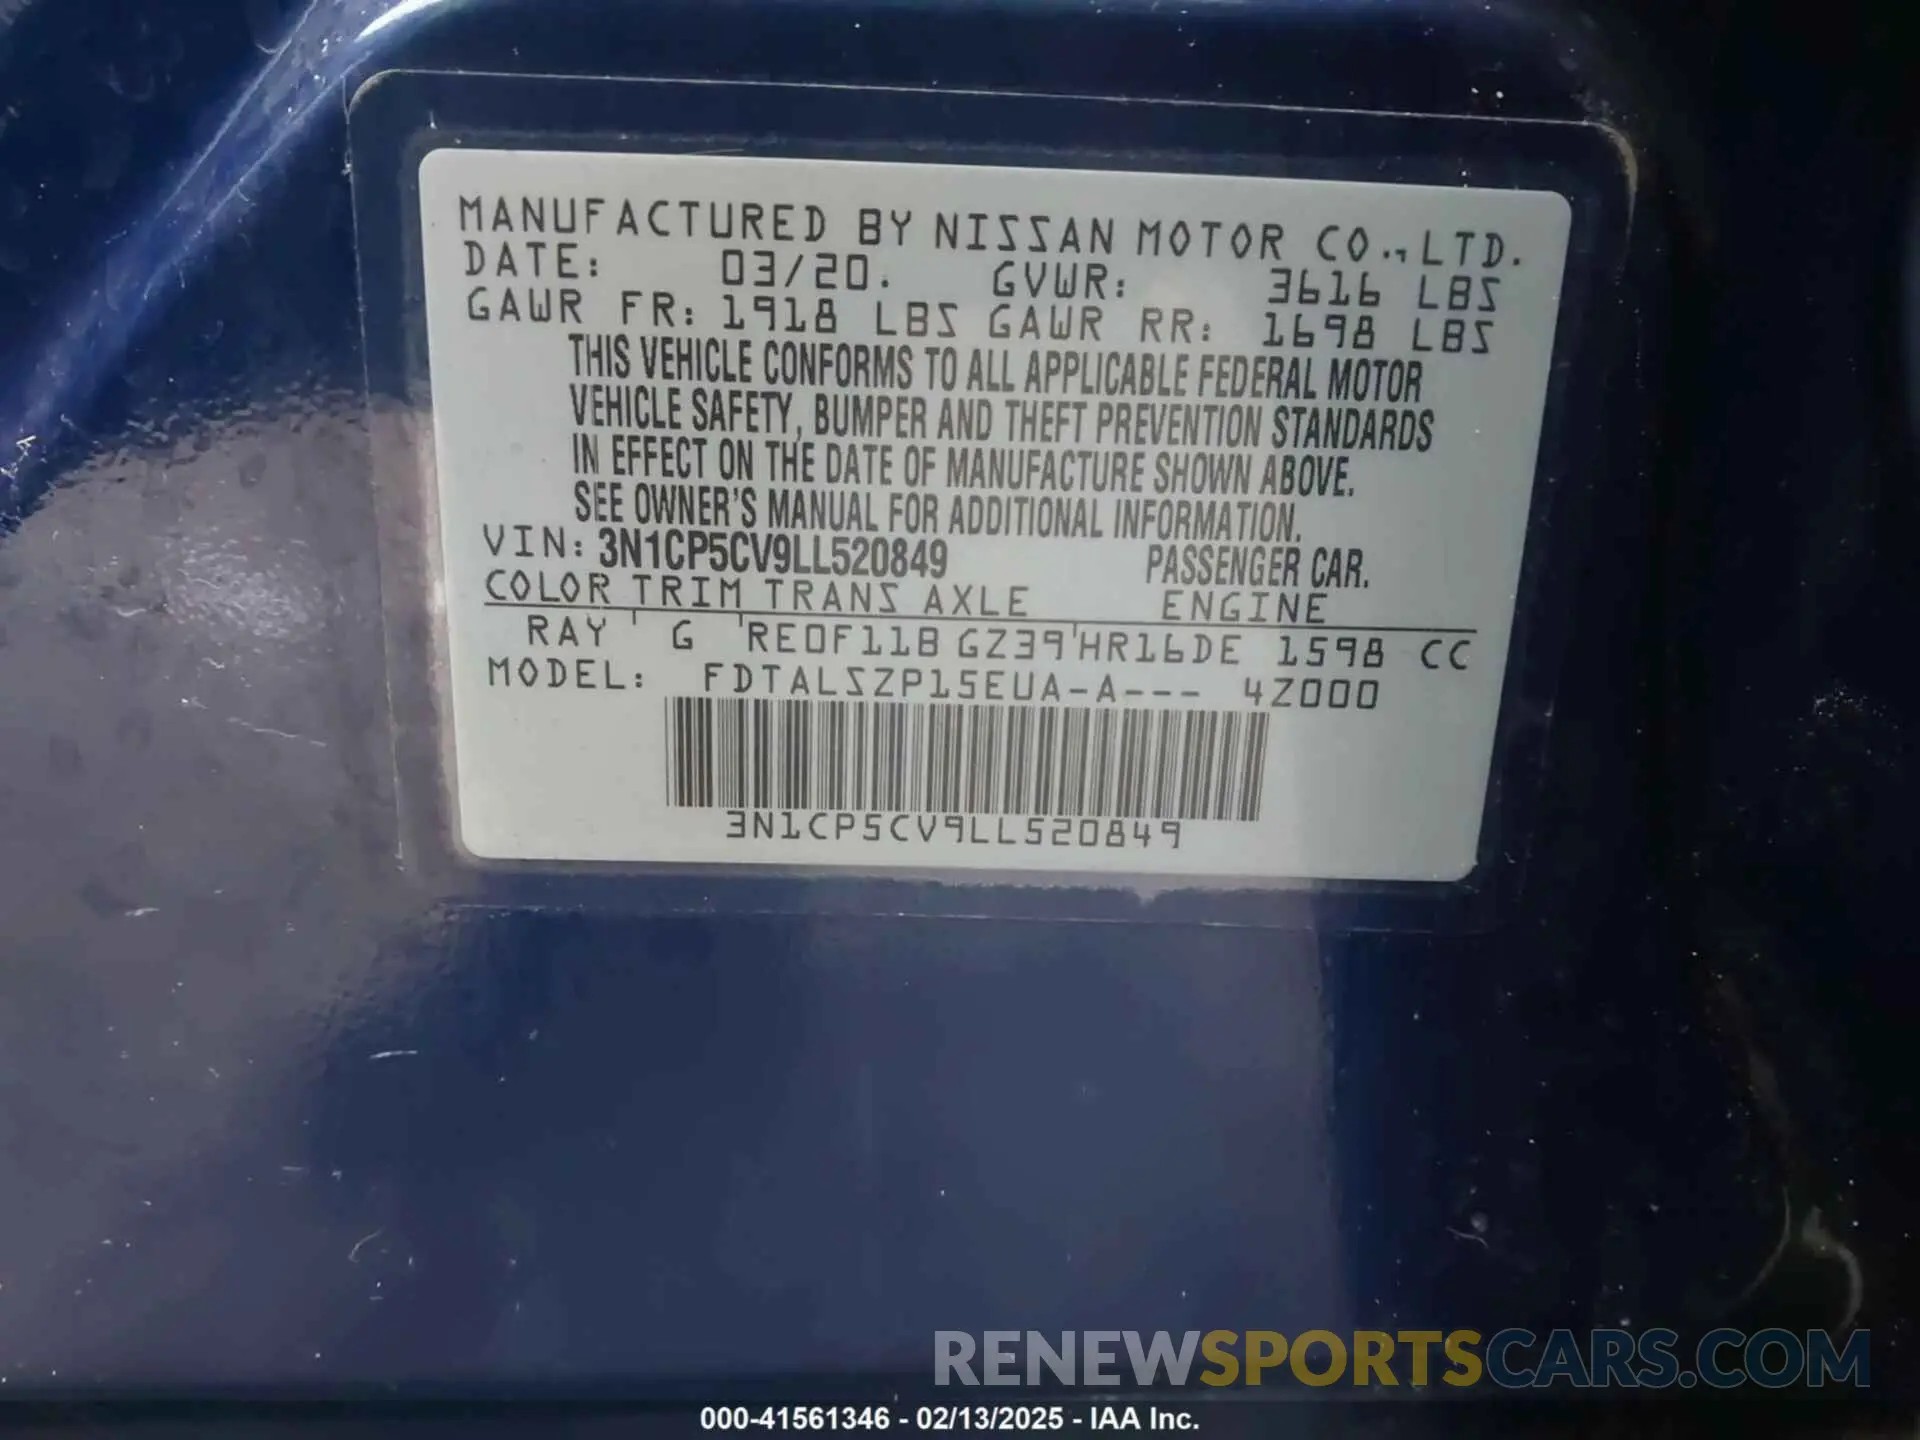 MANUFACTURED BY NISSAN MOTOR CO.,LTD.
DATE: 03/20. GVWR: 3616 LBS
GAWR FR: 1918 LBS GAWR RR: 1698 LBS
THIS VEHICLE CONFORMS TO ALL APPLICABLE FEDERAL MOTOR
VEHICLE SAFETY, BUMPER AND THEFT PREVENTION STANDARDS
IN EFFECT ON THE DATE OF MANUFACTURE SHOWN ABOVE.
SEE OWNER'S MANUAL FOR ADDITIONAL INFORMATION.
VIN: 3N1CP5CV9LL520849 PASSENGER CAR.
COLOR TRIM TRANS AXLE ENGINE
RAY G RE0F11B GZ39 HR16DE 1598 CC
MODEL: FDTALSZP15EUA-A--- 4Z000
3N1CP5CV9LL520849
RENEWSPORTSCARS.COM
000-41561346 - 02/13/2025 - IAA Inc.